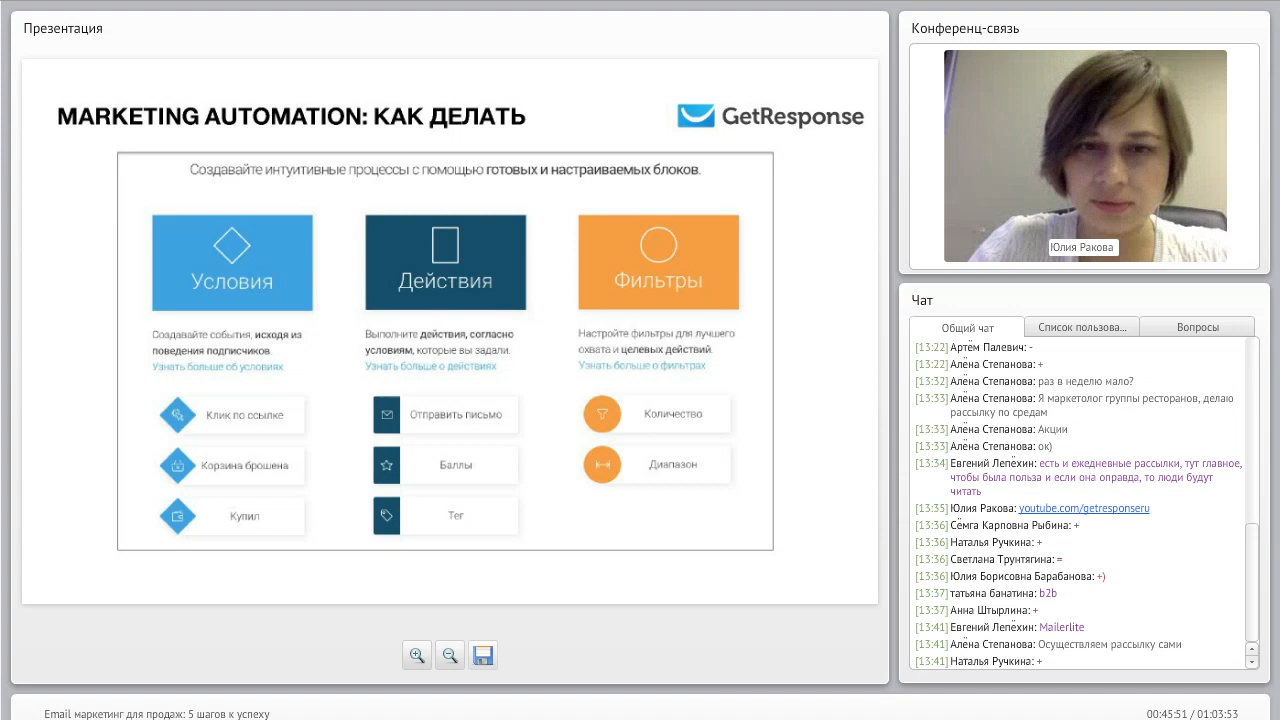 Презентация
MARKETING AUTOMATION: КАК ДЕЛАТЬ
GetResponse
Создавайте интуитивные процессы с помощью готовых и настраиваемых блоков.
Условия
Создавайте события, исходя из
поведения подписчиков.
Узнать больше об условиях
Клик по ссылке
Корзина брошена
Купил
Действия
Выполните действия, согласно
условиям, которые вы задали.
Узнать больше о действиях
Отправить письмо
Баллы
Тег
Фильтры
Настройте фильтры для лучшего
охвата и целевых действий.
Узнать больше о фильтрах
Количество
Диапазон
Конференц-связь
Юлия Ракова
Чат
Общий чат
Список пользова...
Вопросы
[13:22] Артём Палевич: -
[13:22] Алёна Степанова: +
[13:32] Алёна Степанова: раз в неделю мало?
[13:33] Алёна Степанова: Я маркетолог группы ресторанов, делаю
рассылку по средам
[13:33] Алёна Степанова: Акции
[13:33] Алёна Степанова: ок)
[13:34] Евгений Лепёхин: есть и ежедневные рассылки, тут главное,
чтобы была польза и если она оправда, то люди будут
читать
[13:35] Юлия Ракова: youtube.com/getresponseru
[13:36] Сёмга Карповна Рыбина: +
[13:36] Наталья Ручкина: +
[13:36] Светлана Трунтягина: =
[13:36] Юлия Борисовна Барабанова: +)
[13:37] татьяна банатина: b2b
[13:37] Анна Штырлина: +
[13:41] Евгений Лепёхин: Mailerlite
[13:41] Алёна Степанова: Осуществляем рассылку сами
[13:41] Наталья Ручкина: +
Email маркетинг для продаж: 5 шагов к успеху
00:45:51 / 01:03:53